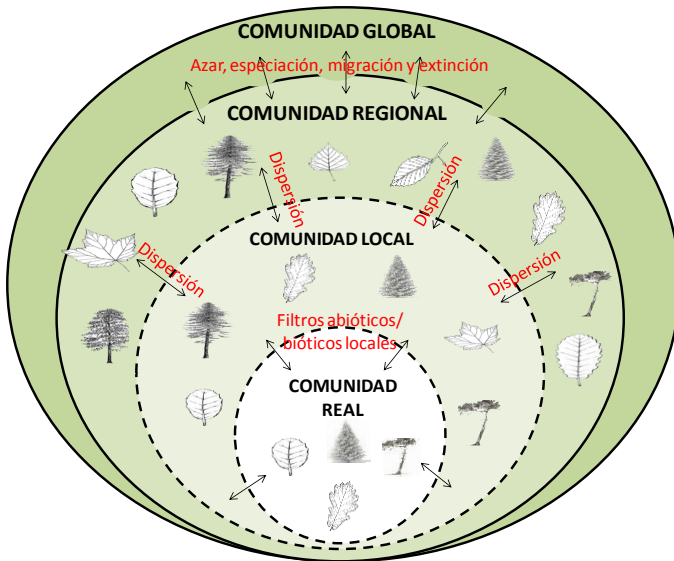 COMUNIDAD GLOBAL
Azar, especiación, migración y extinción
COMUNIDAD REGIONAL
Dispersión
Dispersión
COMUNIDAD LOCAL
Dispersión
Dispersión
Filtros abióticos/
bióticos locales
COMUNIDAD
REAL